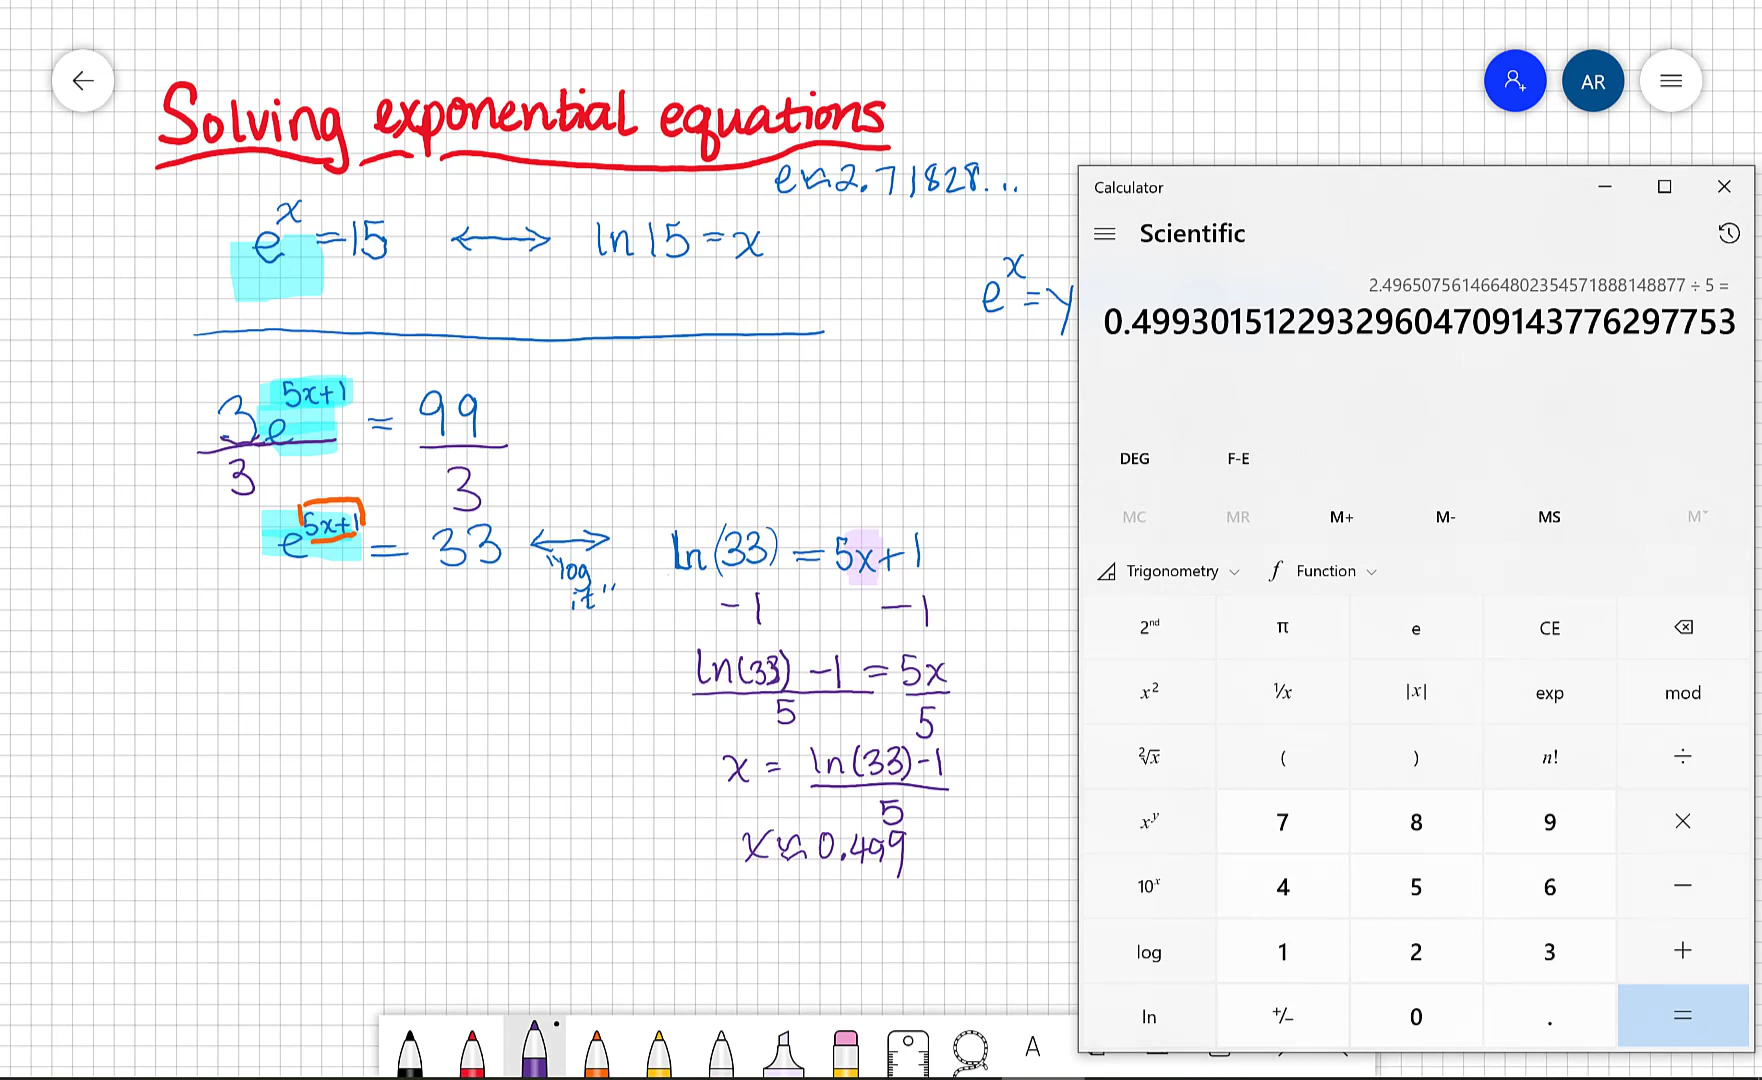 Solving exponential equations
e≈2.71828...
e^x = 15 ⟷ ln 15 = x
e^x = y
3e^(5x+1) = 99
3 3
e^(5x+1) = 33 ⟷ ln(33) = 5x+1
"log it"
-1 -1
ln(33) -1 = 5x
5 5
x = ln(33)-1
5
x ≈ 0.499
AR
Calculator
Scientific
2.4965075614664802354571888148877 ÷ 5 =
0.49930151229329604709143776297753
DEG F-E
MC MR M+ M- MS M˅
Trigonometry f Function
2nd π e CE
x² ¹/x |x| exp mod
²√x ( ) n! ÷
x^y 7 8 9 ×
10^x 4 5 6 −
log 1 2 3 +
ln +/− 0 . =
A